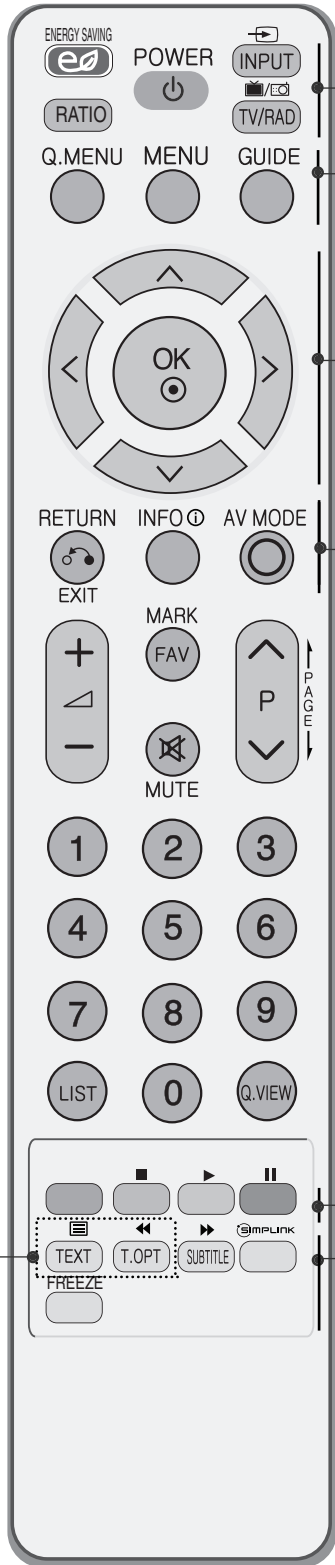 ENERGY SAVING
POWER
INPUT
RATIO
TV/RAD
Q.MENU MENU GUIDE
OK
RETURN INFO ⓘ AV MODE
EXIT
MARK
FAV
P
PAGE
MUTE
1 2 3
4 5 6
7 8 9
LIST 0 Q.VIEW
SIMPLINK
TEXT T.OPT SUBTITLE
FREEZE